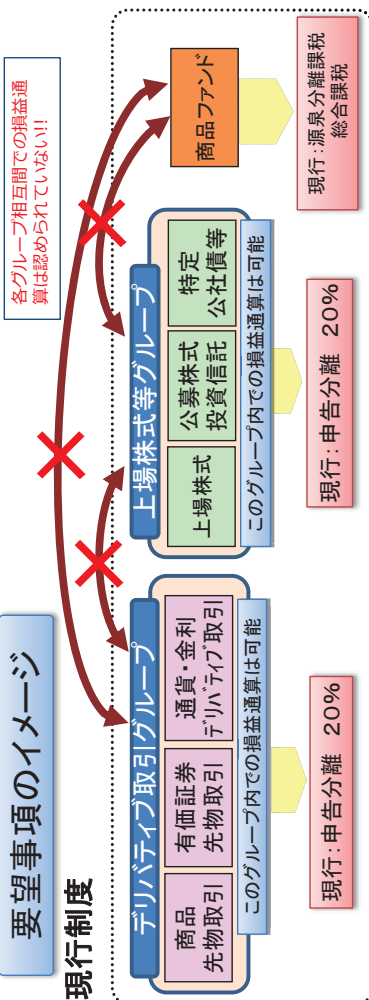 要望事項のイメージ
現行制度
各グループ相互間での損益通
算は認められていない!!
デリバティブ取引グループ
商品
先物取引
有価証券
先物取引
通貨・金利
デリバティブ取引
このグループ内での損益通算は可能
現行:申告分離 20%
上場株式等グループ
上場株式
公募株式
投資信託
特定
公社債等
このグループ内での損益通算は可能
現行:申告分離 20%
商品ファンド
現行:源泉分離課税
総合課税